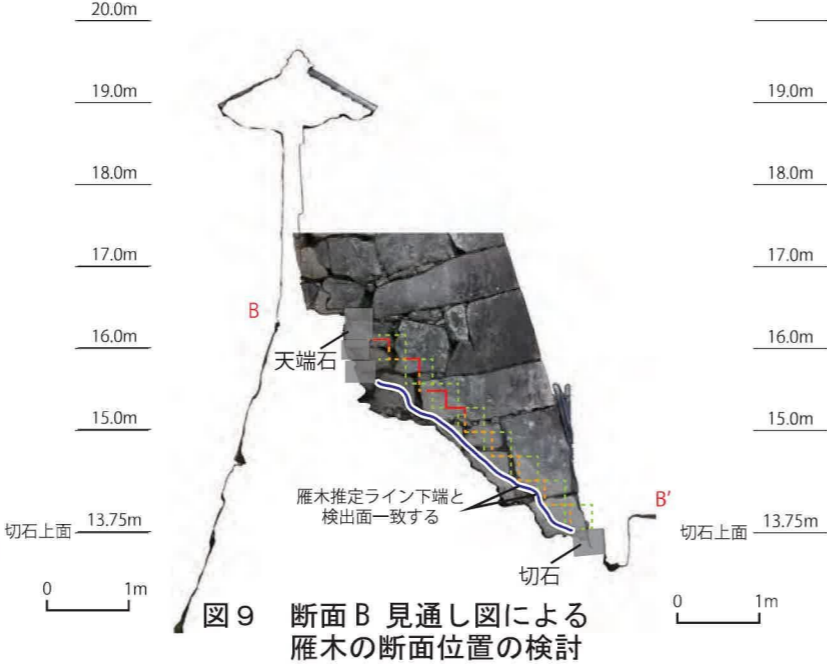 20.0m
19.0m
18.0m
17.0m
16.0m
15.0m
切石上面 13.75m
0 1m
B
天端石
雁木推定ライン下端と
検出面一致する
切石
B’
19.0m
18.0m
17.0m
16.0m
15.0m
切石上面 13.75m
0 1m
図９ 断面B 見通し図による
雁木の断面位置の検討